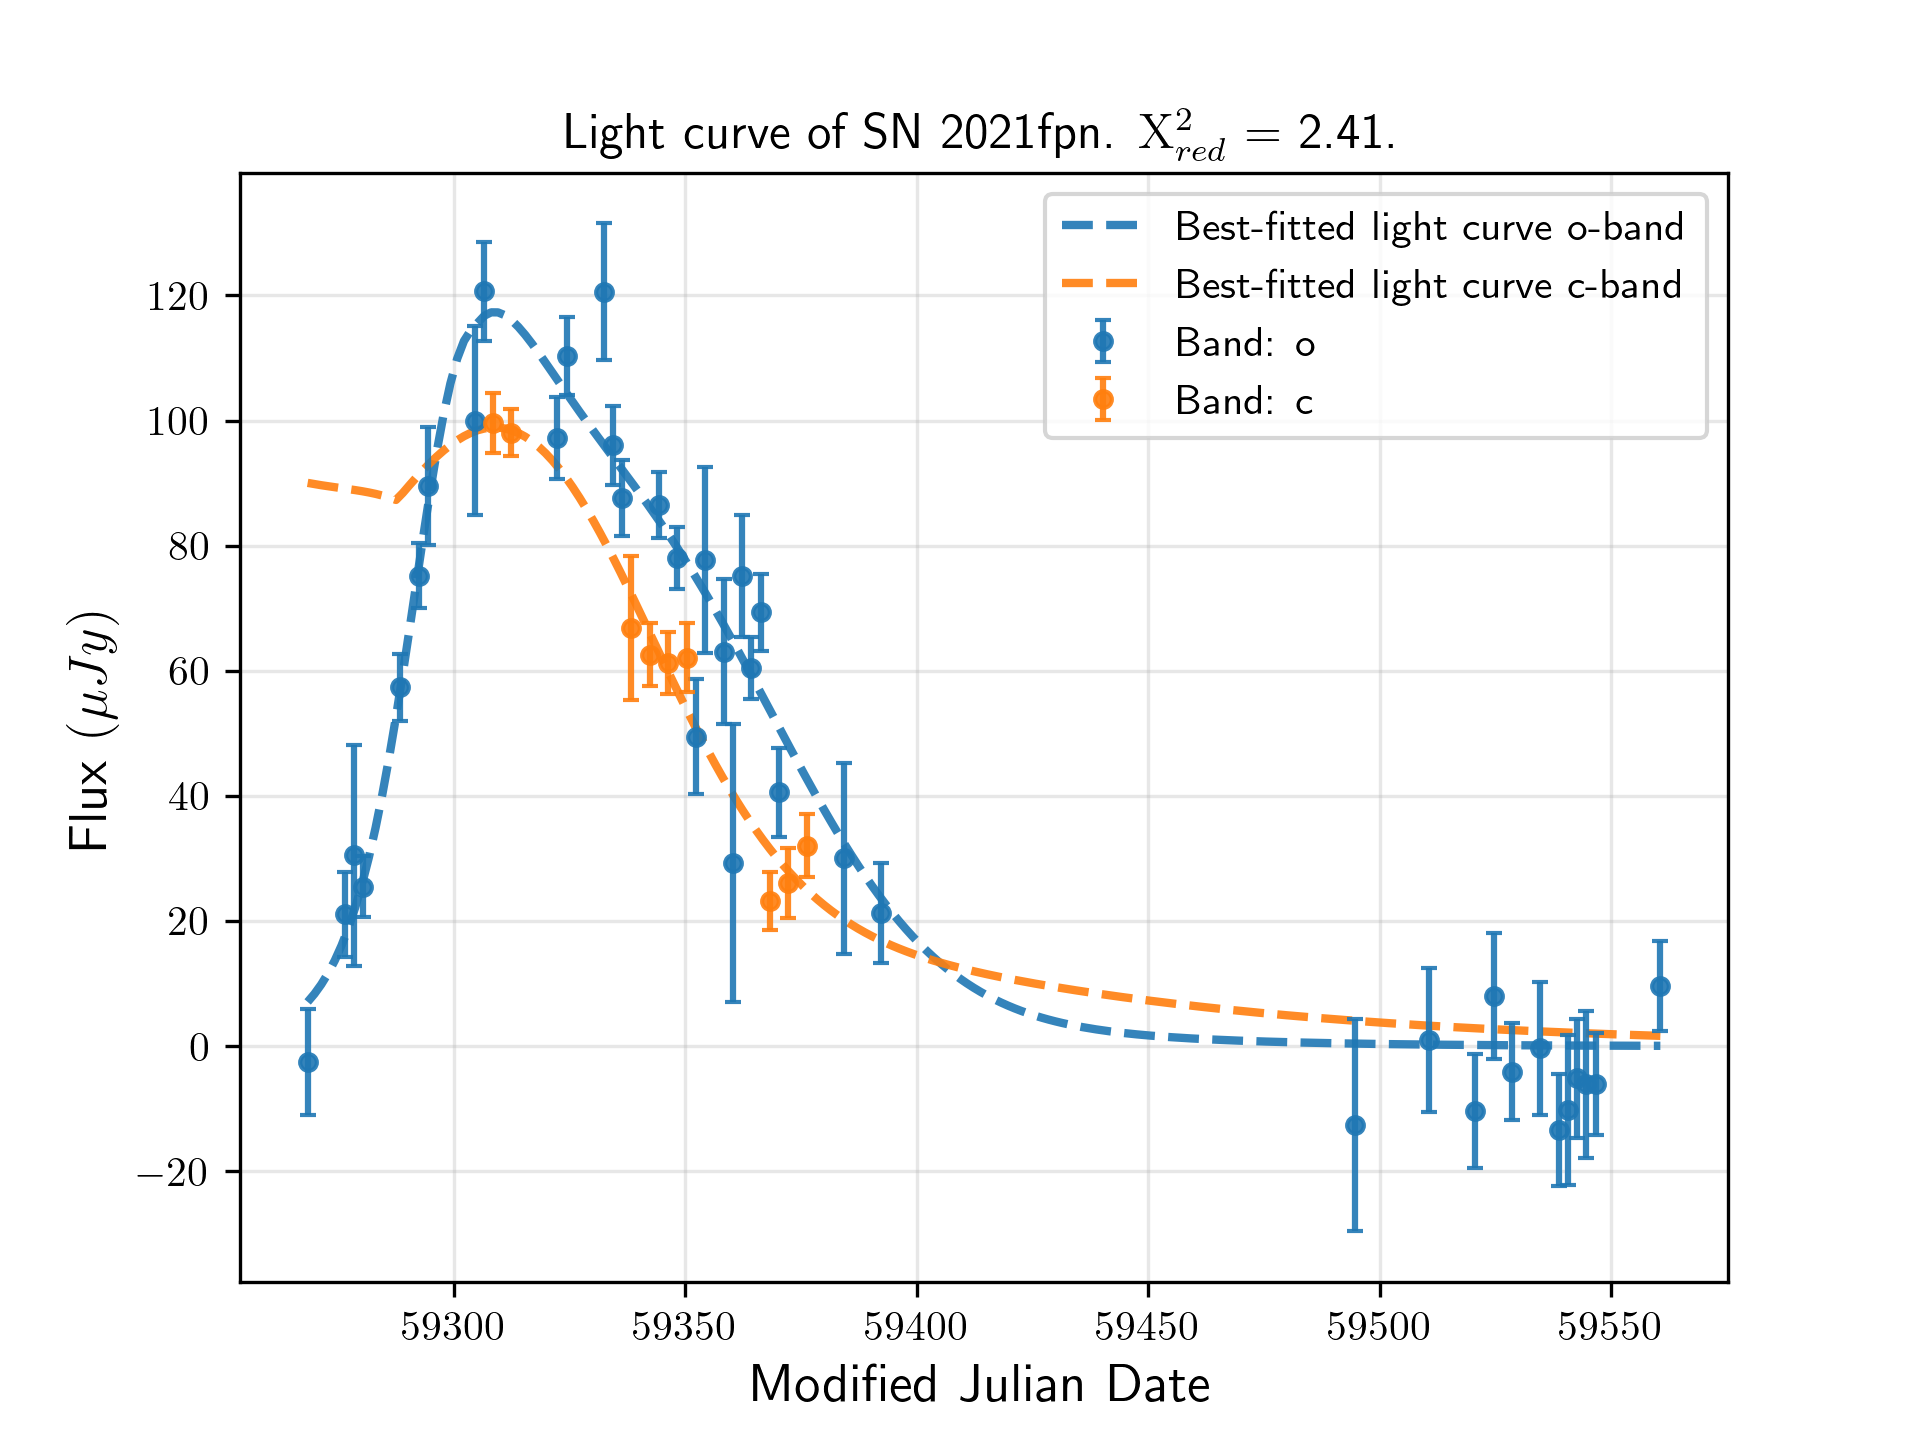 Light curve of SN 2021fpn. X²_red = 2.41.
Best-fitted light curve o-band
Best-fitted light curve c-band
Band: o
Band: c
120
100
80
60
40
20
0
−20
Flux (μJy)
59300 59350 59400 59450 59500 59550
Modified Julian Date